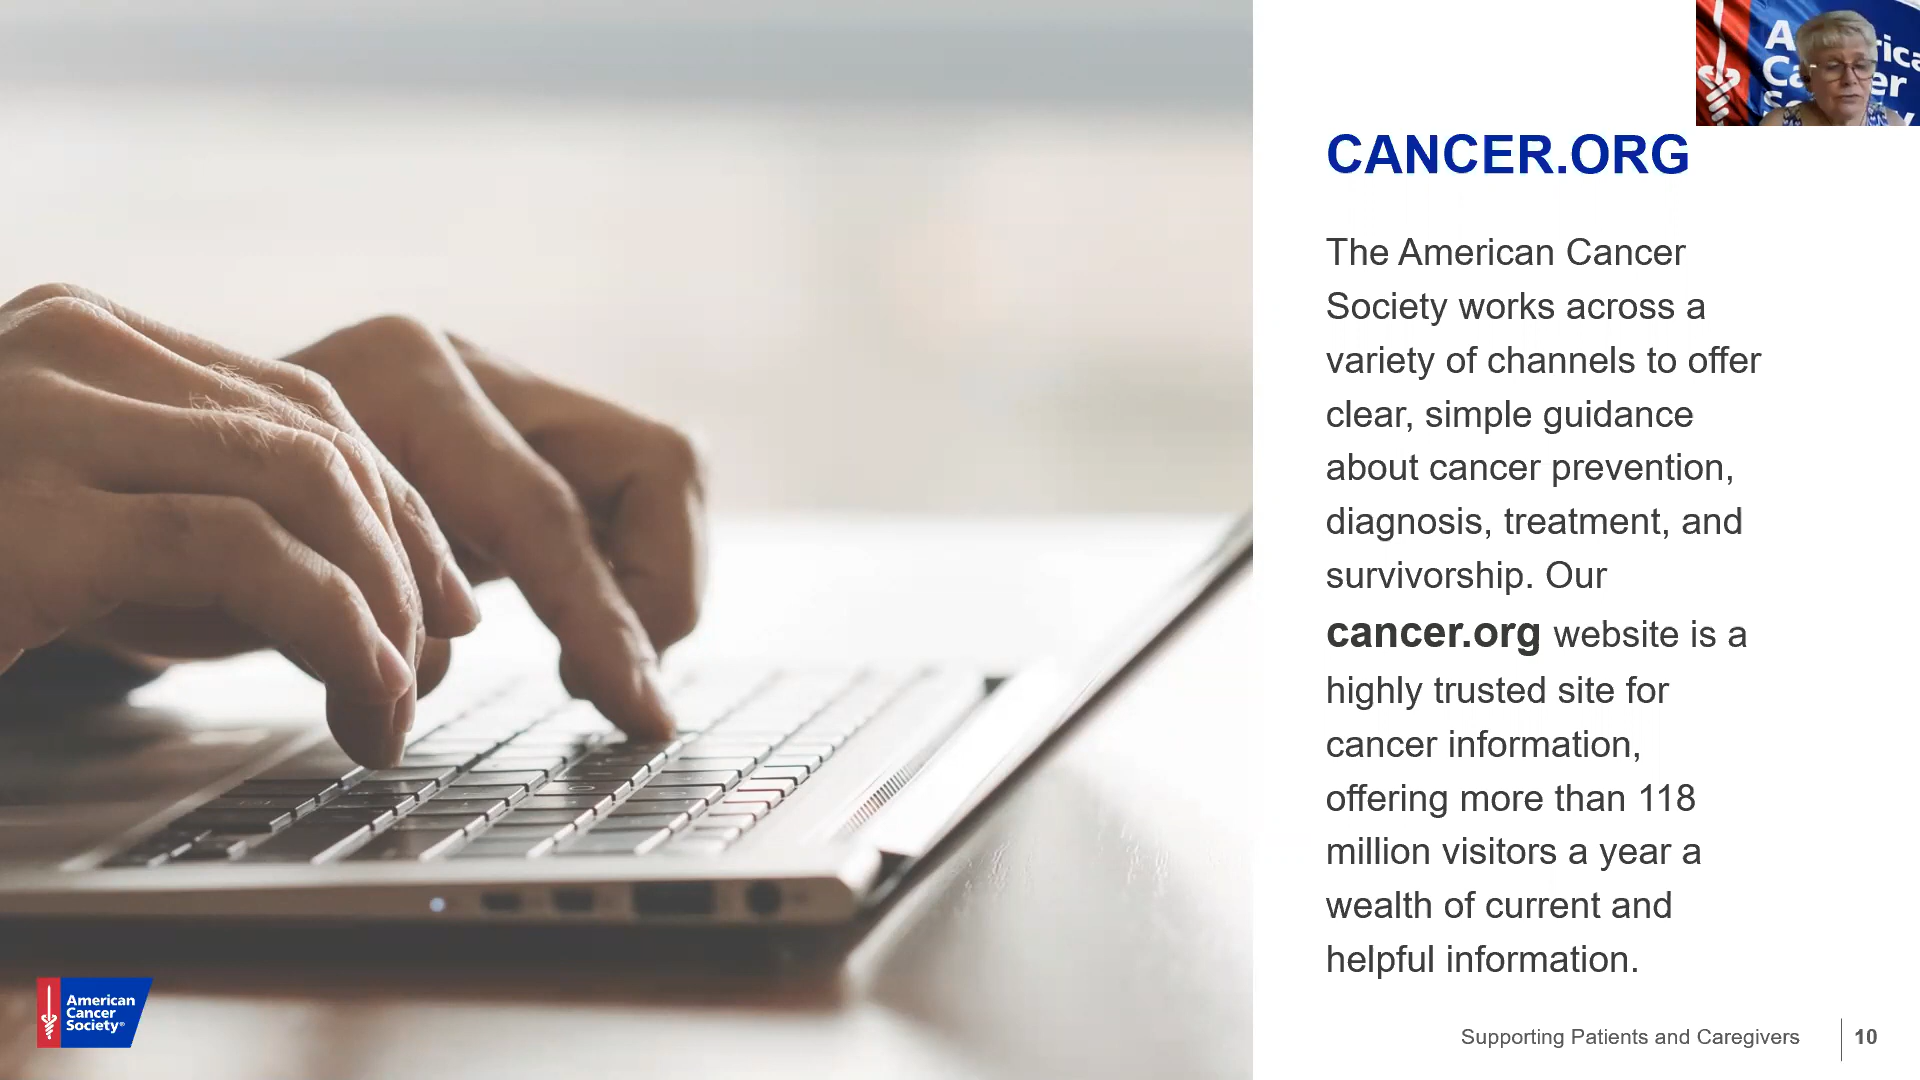 CANCER.ORG
The American Cancer
Society works across a
variety of channels to offer
clear, simple guidance
about cancer prevention,
diagnosis, treatment, and
survivorship. Our
cancer.org website is a
highly trusted site for
cancer information,
offering more than 118
million visitors a year a
wealth of current and
helpful information.
American
Cancer
Society®
Supporting Patients and Caregivers
10